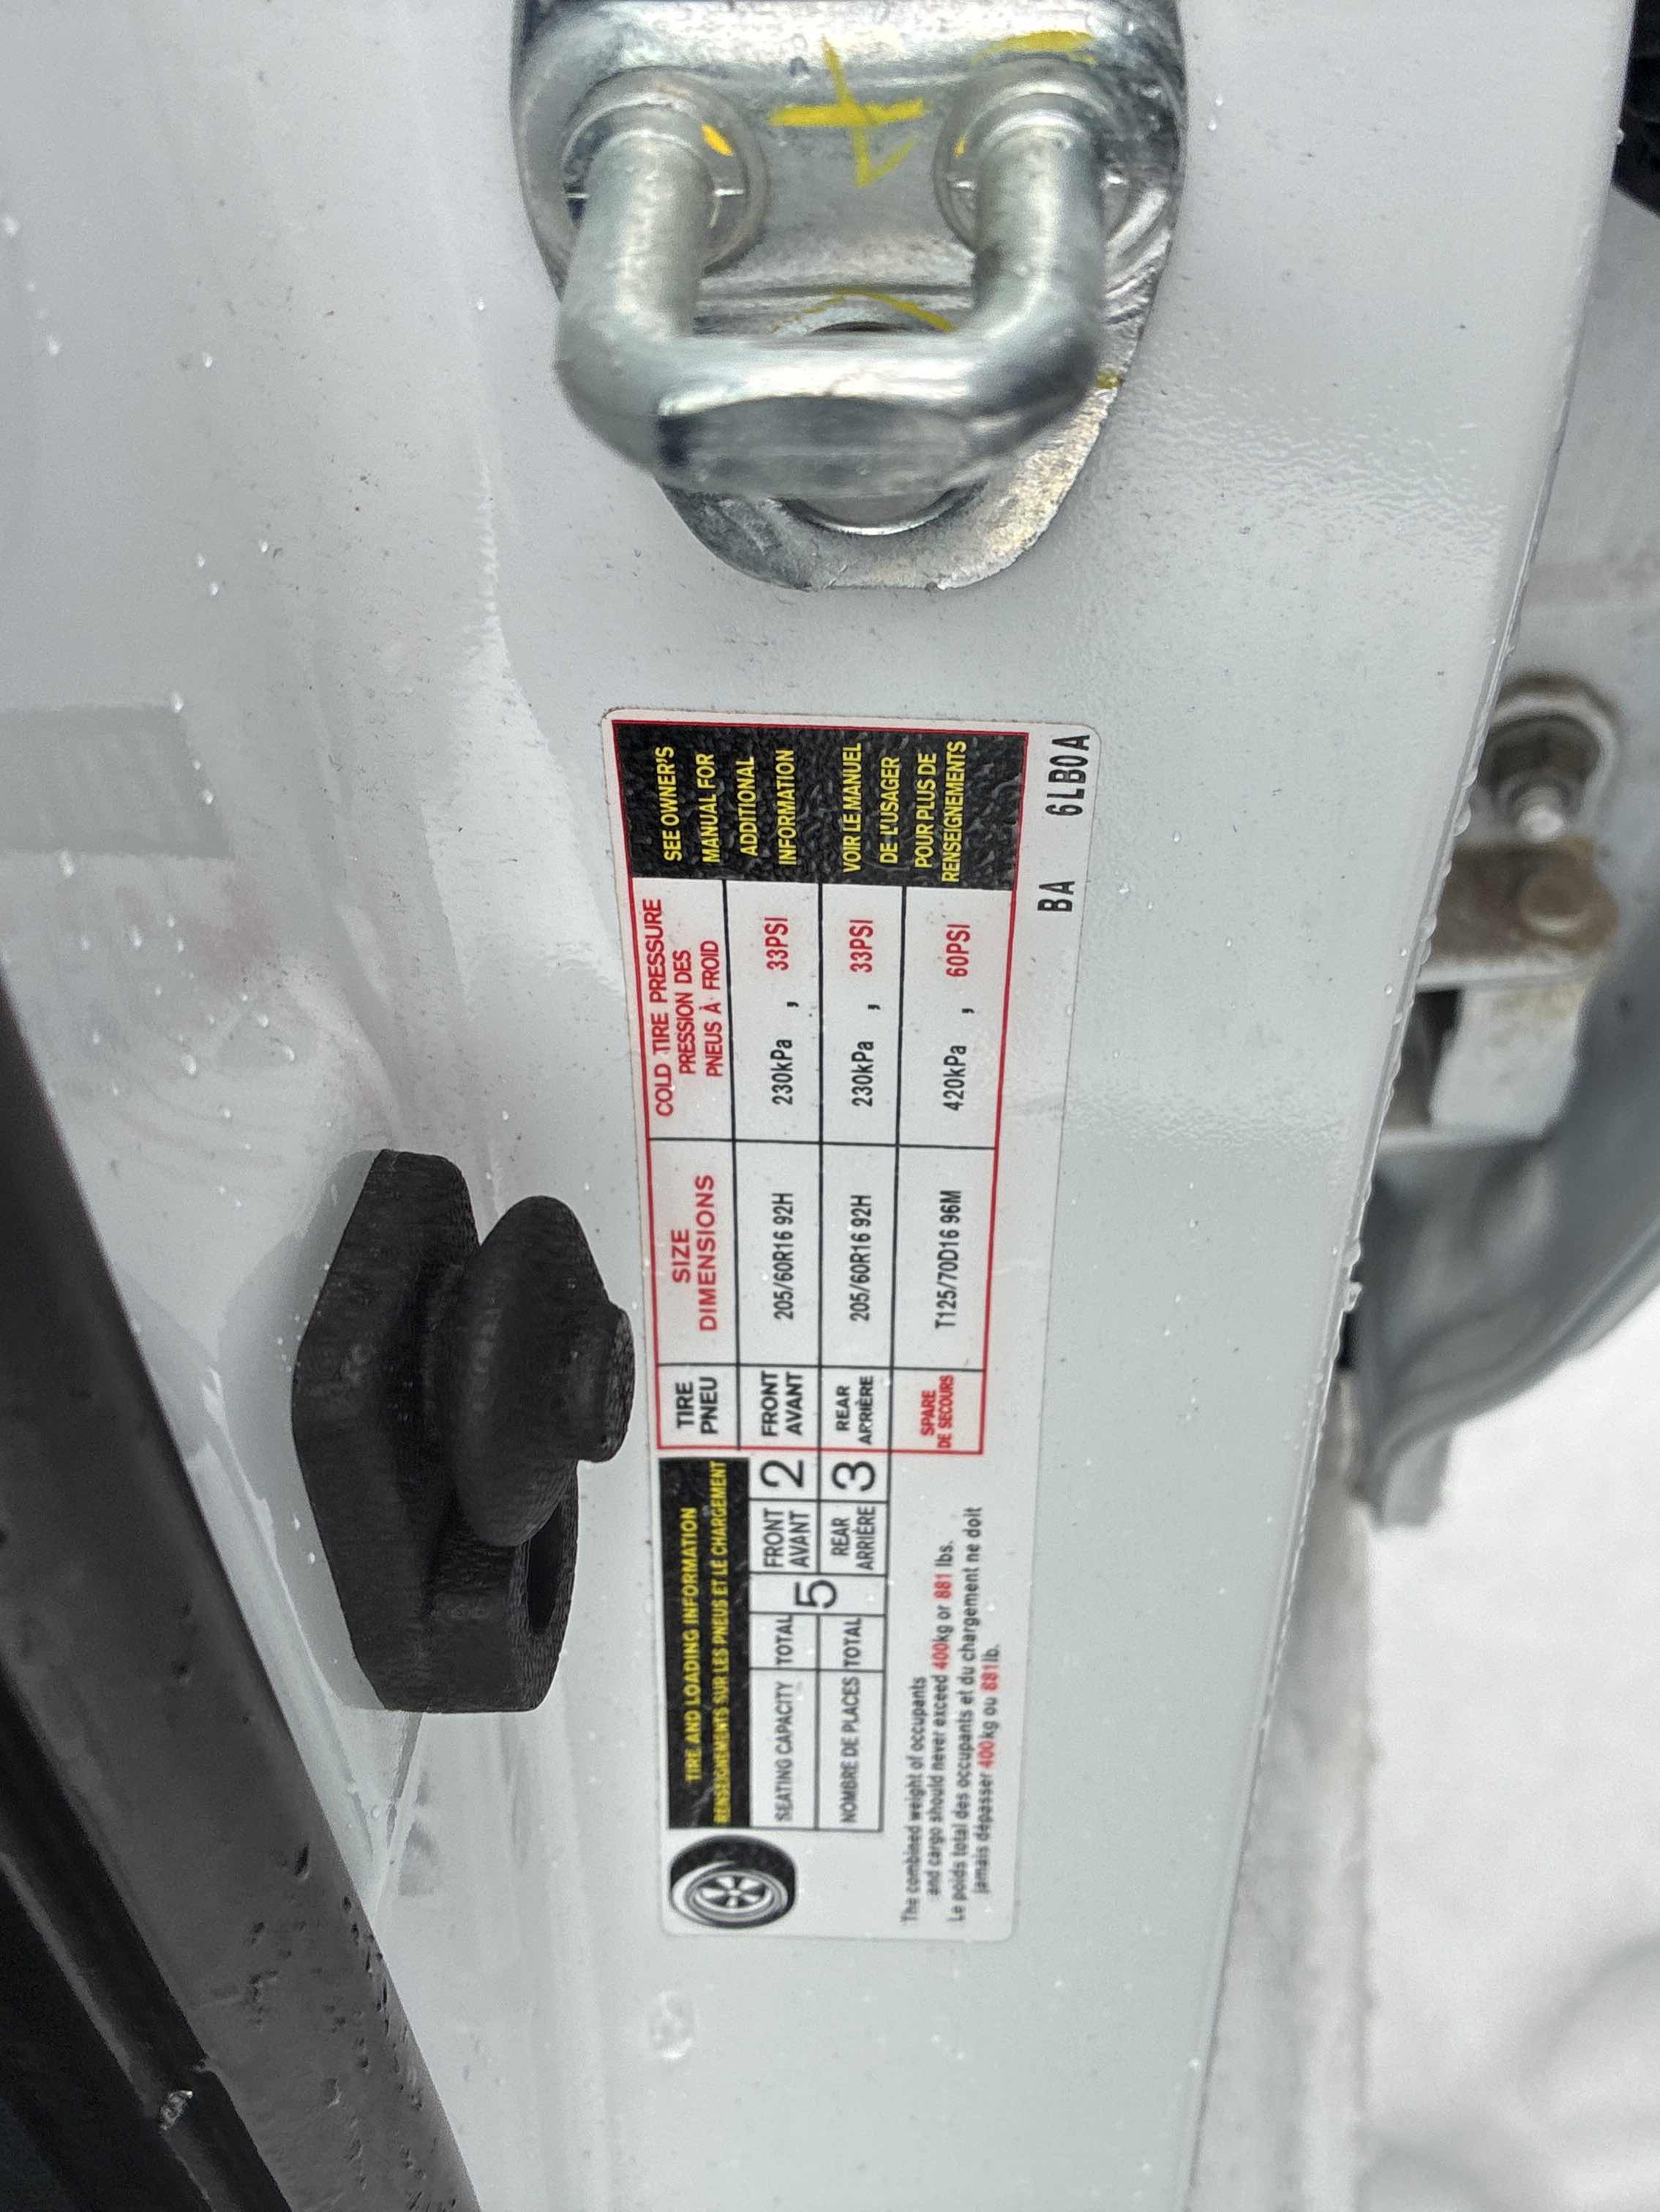 TIRE AND LOADING INFORMATION
RENSEIGNEMENTS SUR LES PNEUS ET LE CHARGEMENT
SEATING CAPACITY TOTAL 5 FRONT AVANT 2
NOMBRE DE PLACES TOTAL REAR ARRIÈRE 3
The combined weight of occupants
and cargo should never exceed 400kg or 881 lbs.
Le poids total des occupants et du chargement ne doit
jamais dépasser 400kg ou 881lb.
TIRE
PNEU
SIZE
DIMENSIONS
COLD TIRE PRESSURE
PRESSION DES
PNEUS À FROID
FRONT
AVANT
205/60R16 92H
230kPa , 33PSI
REAR
ARRIÈRE
205/60R16 92H
230kPa , 33PSI
SPARE
DE SECOURS
T125/70D16 96M
420kPa , 60PSI
SEE OWNER'S
MANUAL FOR
ADDITIONAL
INFORMATION
VOIR LE MANUEL
DE L'USAGER
POUR PLUS DE
RENSEIGNEMENTS
BA 6LB0A